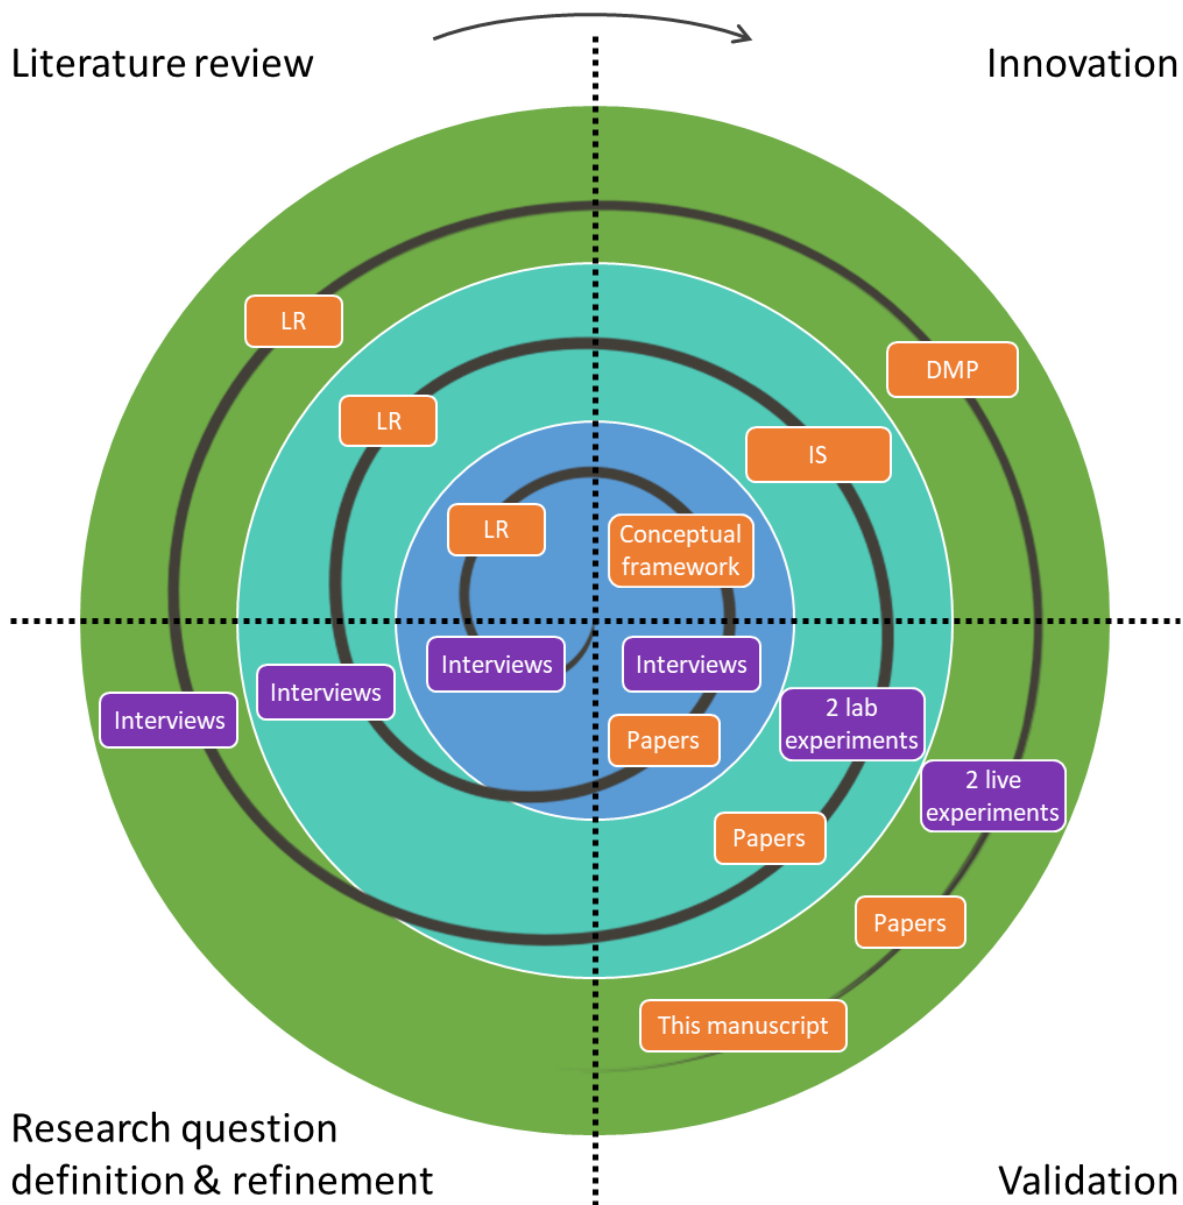 Literature review
Innovation
LR
DMP
LR
IS
LR
Conceptual
framework
Interviews
Interviews
Interviews
Interviews
2 lab
experiments
Papers
2 live
experiments
Papers
Papers
This manuscript
Research question
definition & refinement
Validation